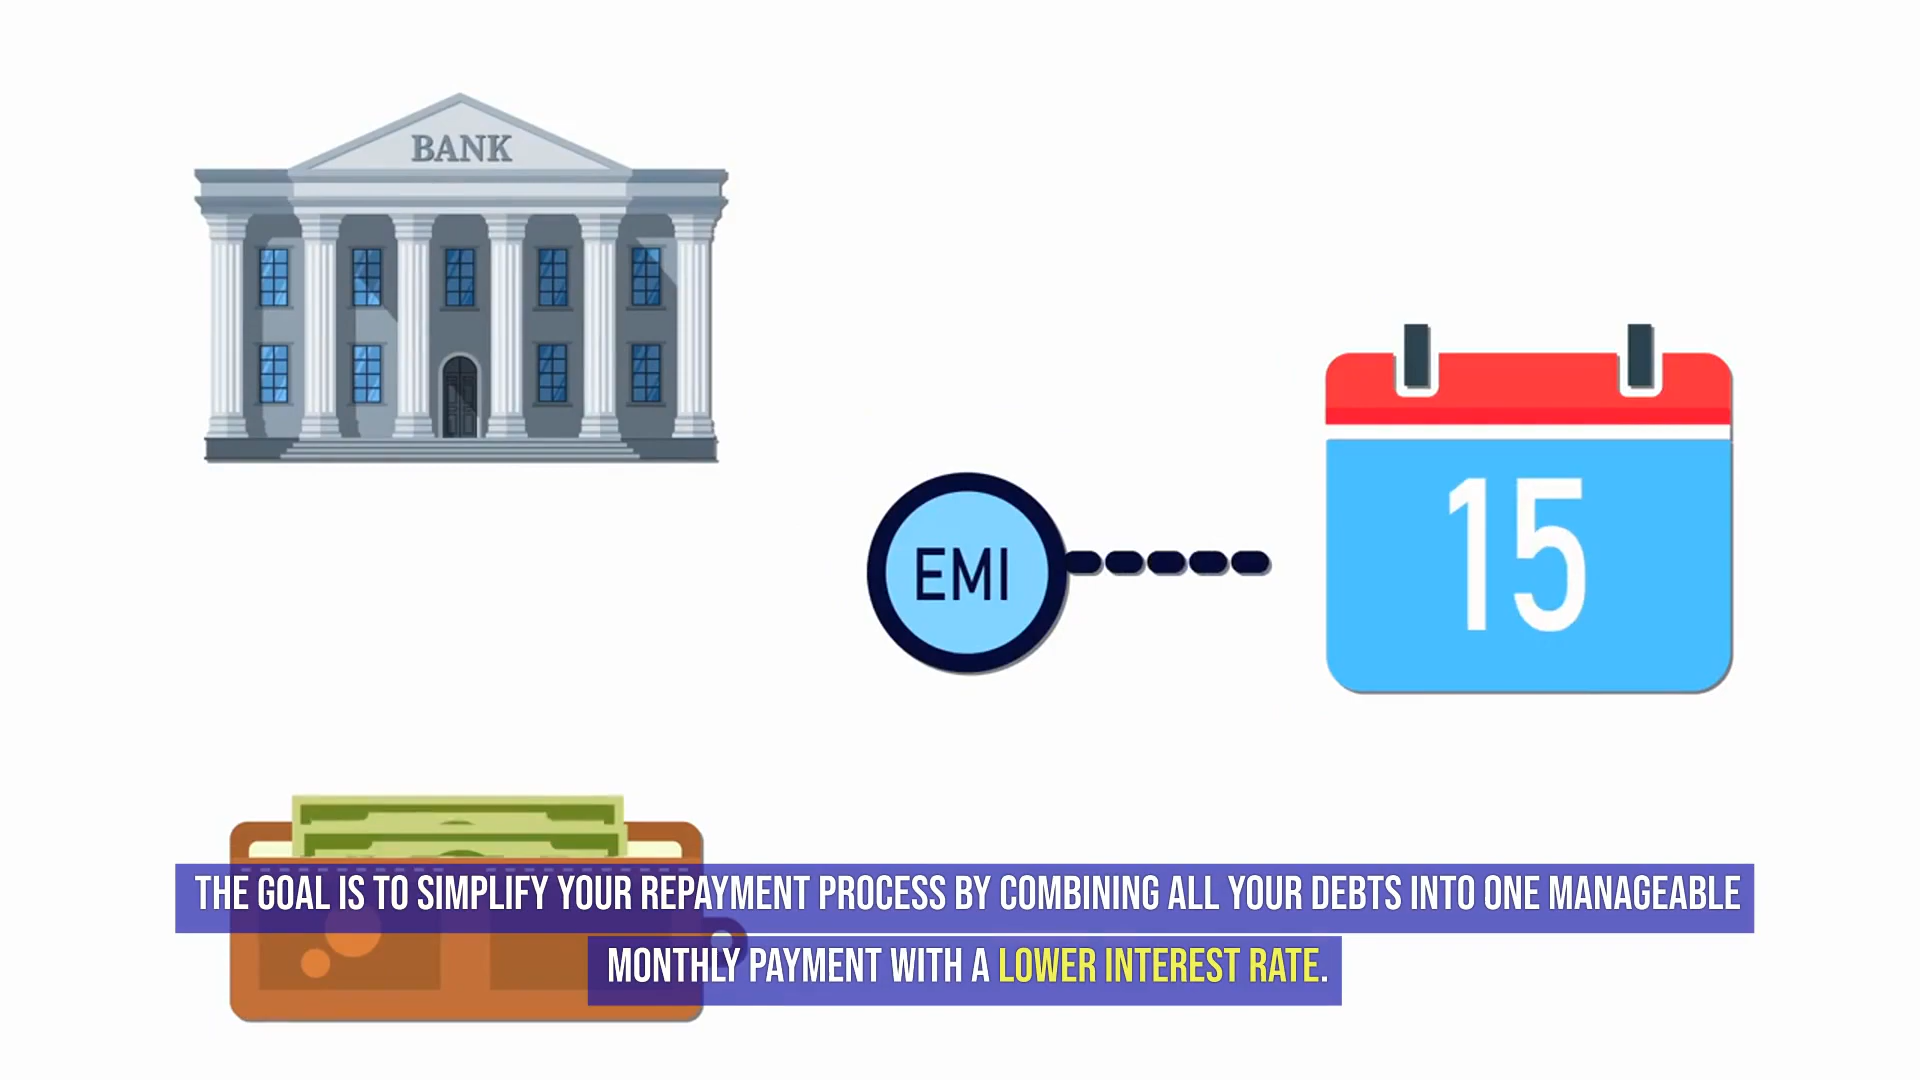 BANK
EMI
15
THE GOAL IS TO SIMPLIFY YOUR REPAYMENT PROCESS BY COMBINING ALL YOUR DEBTS INTO ONE MANAGEABLE
MONTHLY PAYMENT WITH A LOWER INTEREST RATE.